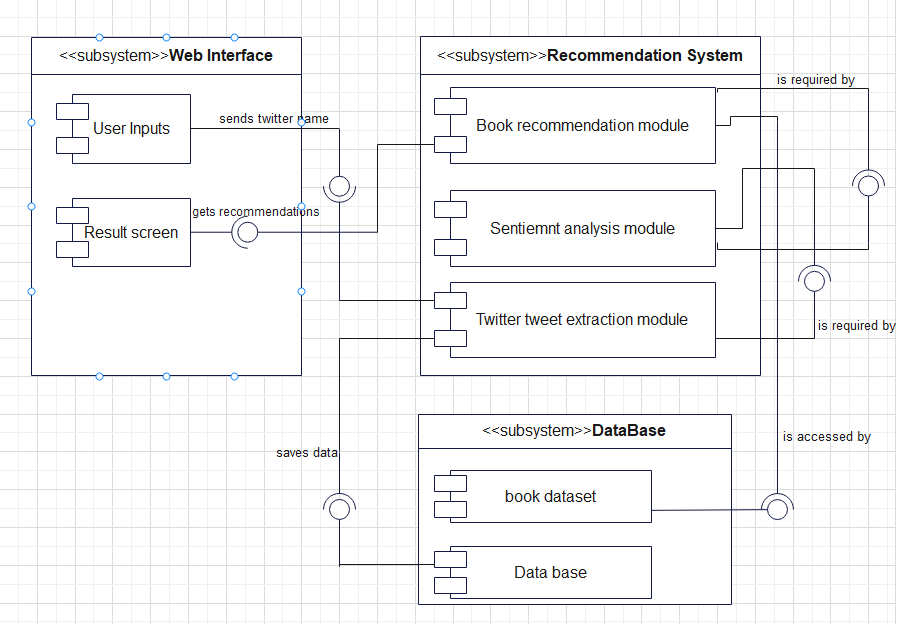 <<subsystem>>Web Interface
User Inputs
sends twitter name
Result screen
gets recommendations
<<subsystem>>Recommendation System
Book recommendation module
Sentiemnt analysis module
Twitter tweet extraction module
is required by
is required by
saves data
<<subsystem>>DataBase
book dataset
Data base
is accessed by